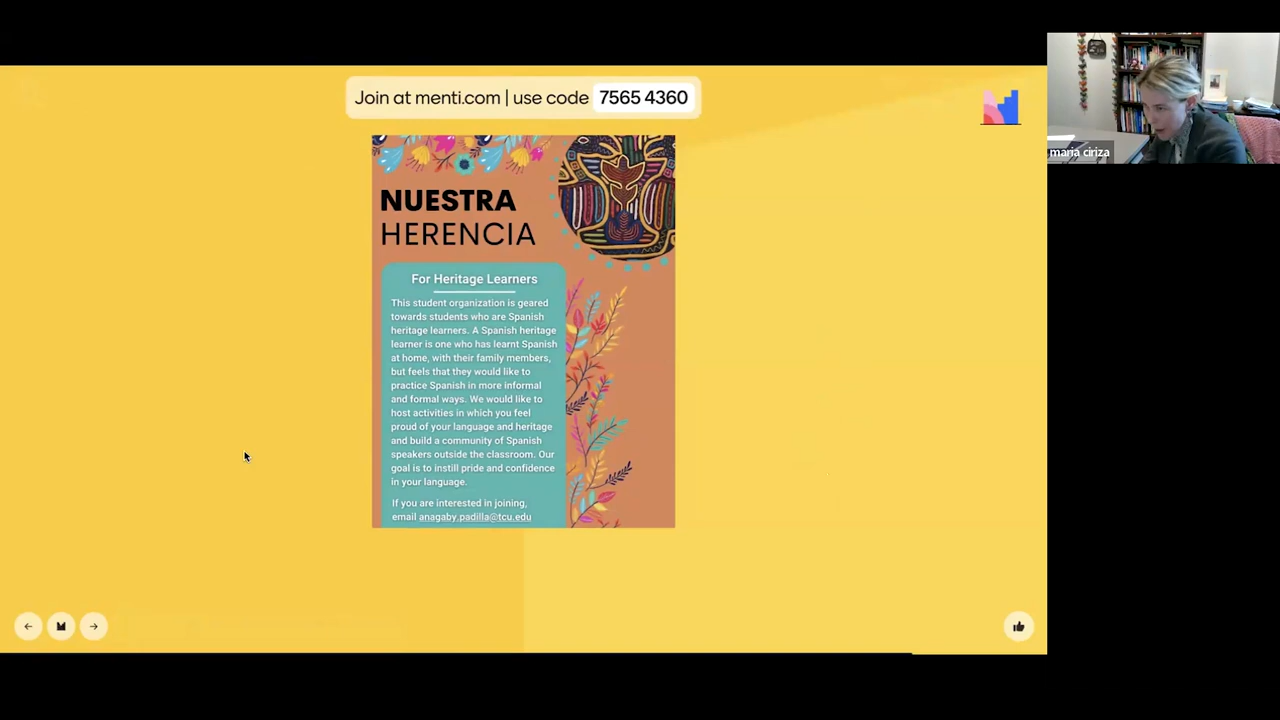 Join at menti.com | use code 7565 4360
maria ciriza
NUESTRA
HERENCIA
For Heritage Learners
This student organization is geared
towards students who are Spanish
heritage learners. A Spanish heritage
learner is one who has learnt Spanish
at home, with their family members,
but feels that they would like to
practice Spanish in more informal
and formal ways. We would like to
host activities in which you feel
proud of your language and heritage
and build a community of Spanish
speakers outside the classroom. Our
goal is to instill pride and confidence
in your language.
If you are interested in joining,
email anagaby.padilla@tcu.edu